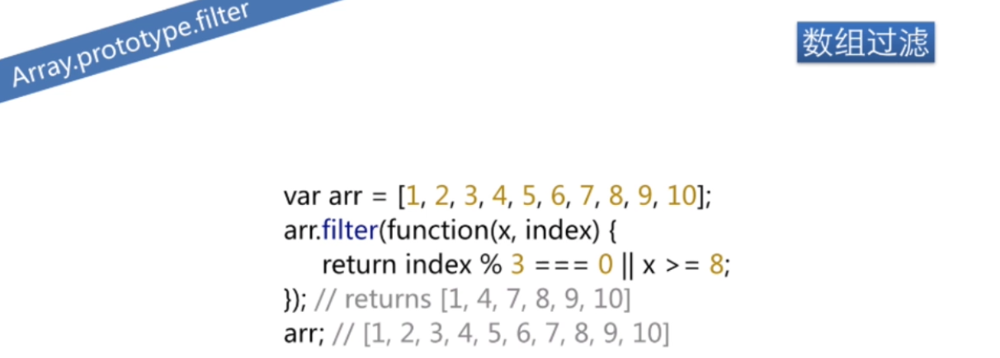 Array.prototype.filter
数组过滤
var arr = [1, 2, 3, 4, 5, 6, 7, 8, 9, 10];
arr.filter(function(x, index) {
return index % 3 === 0 || x >= 8;
}); // returns [1, 4, 7, 8, 9, 10]
arr; // [1, 2, 3, 4, 5, 6, 7, 8, 9, 10]